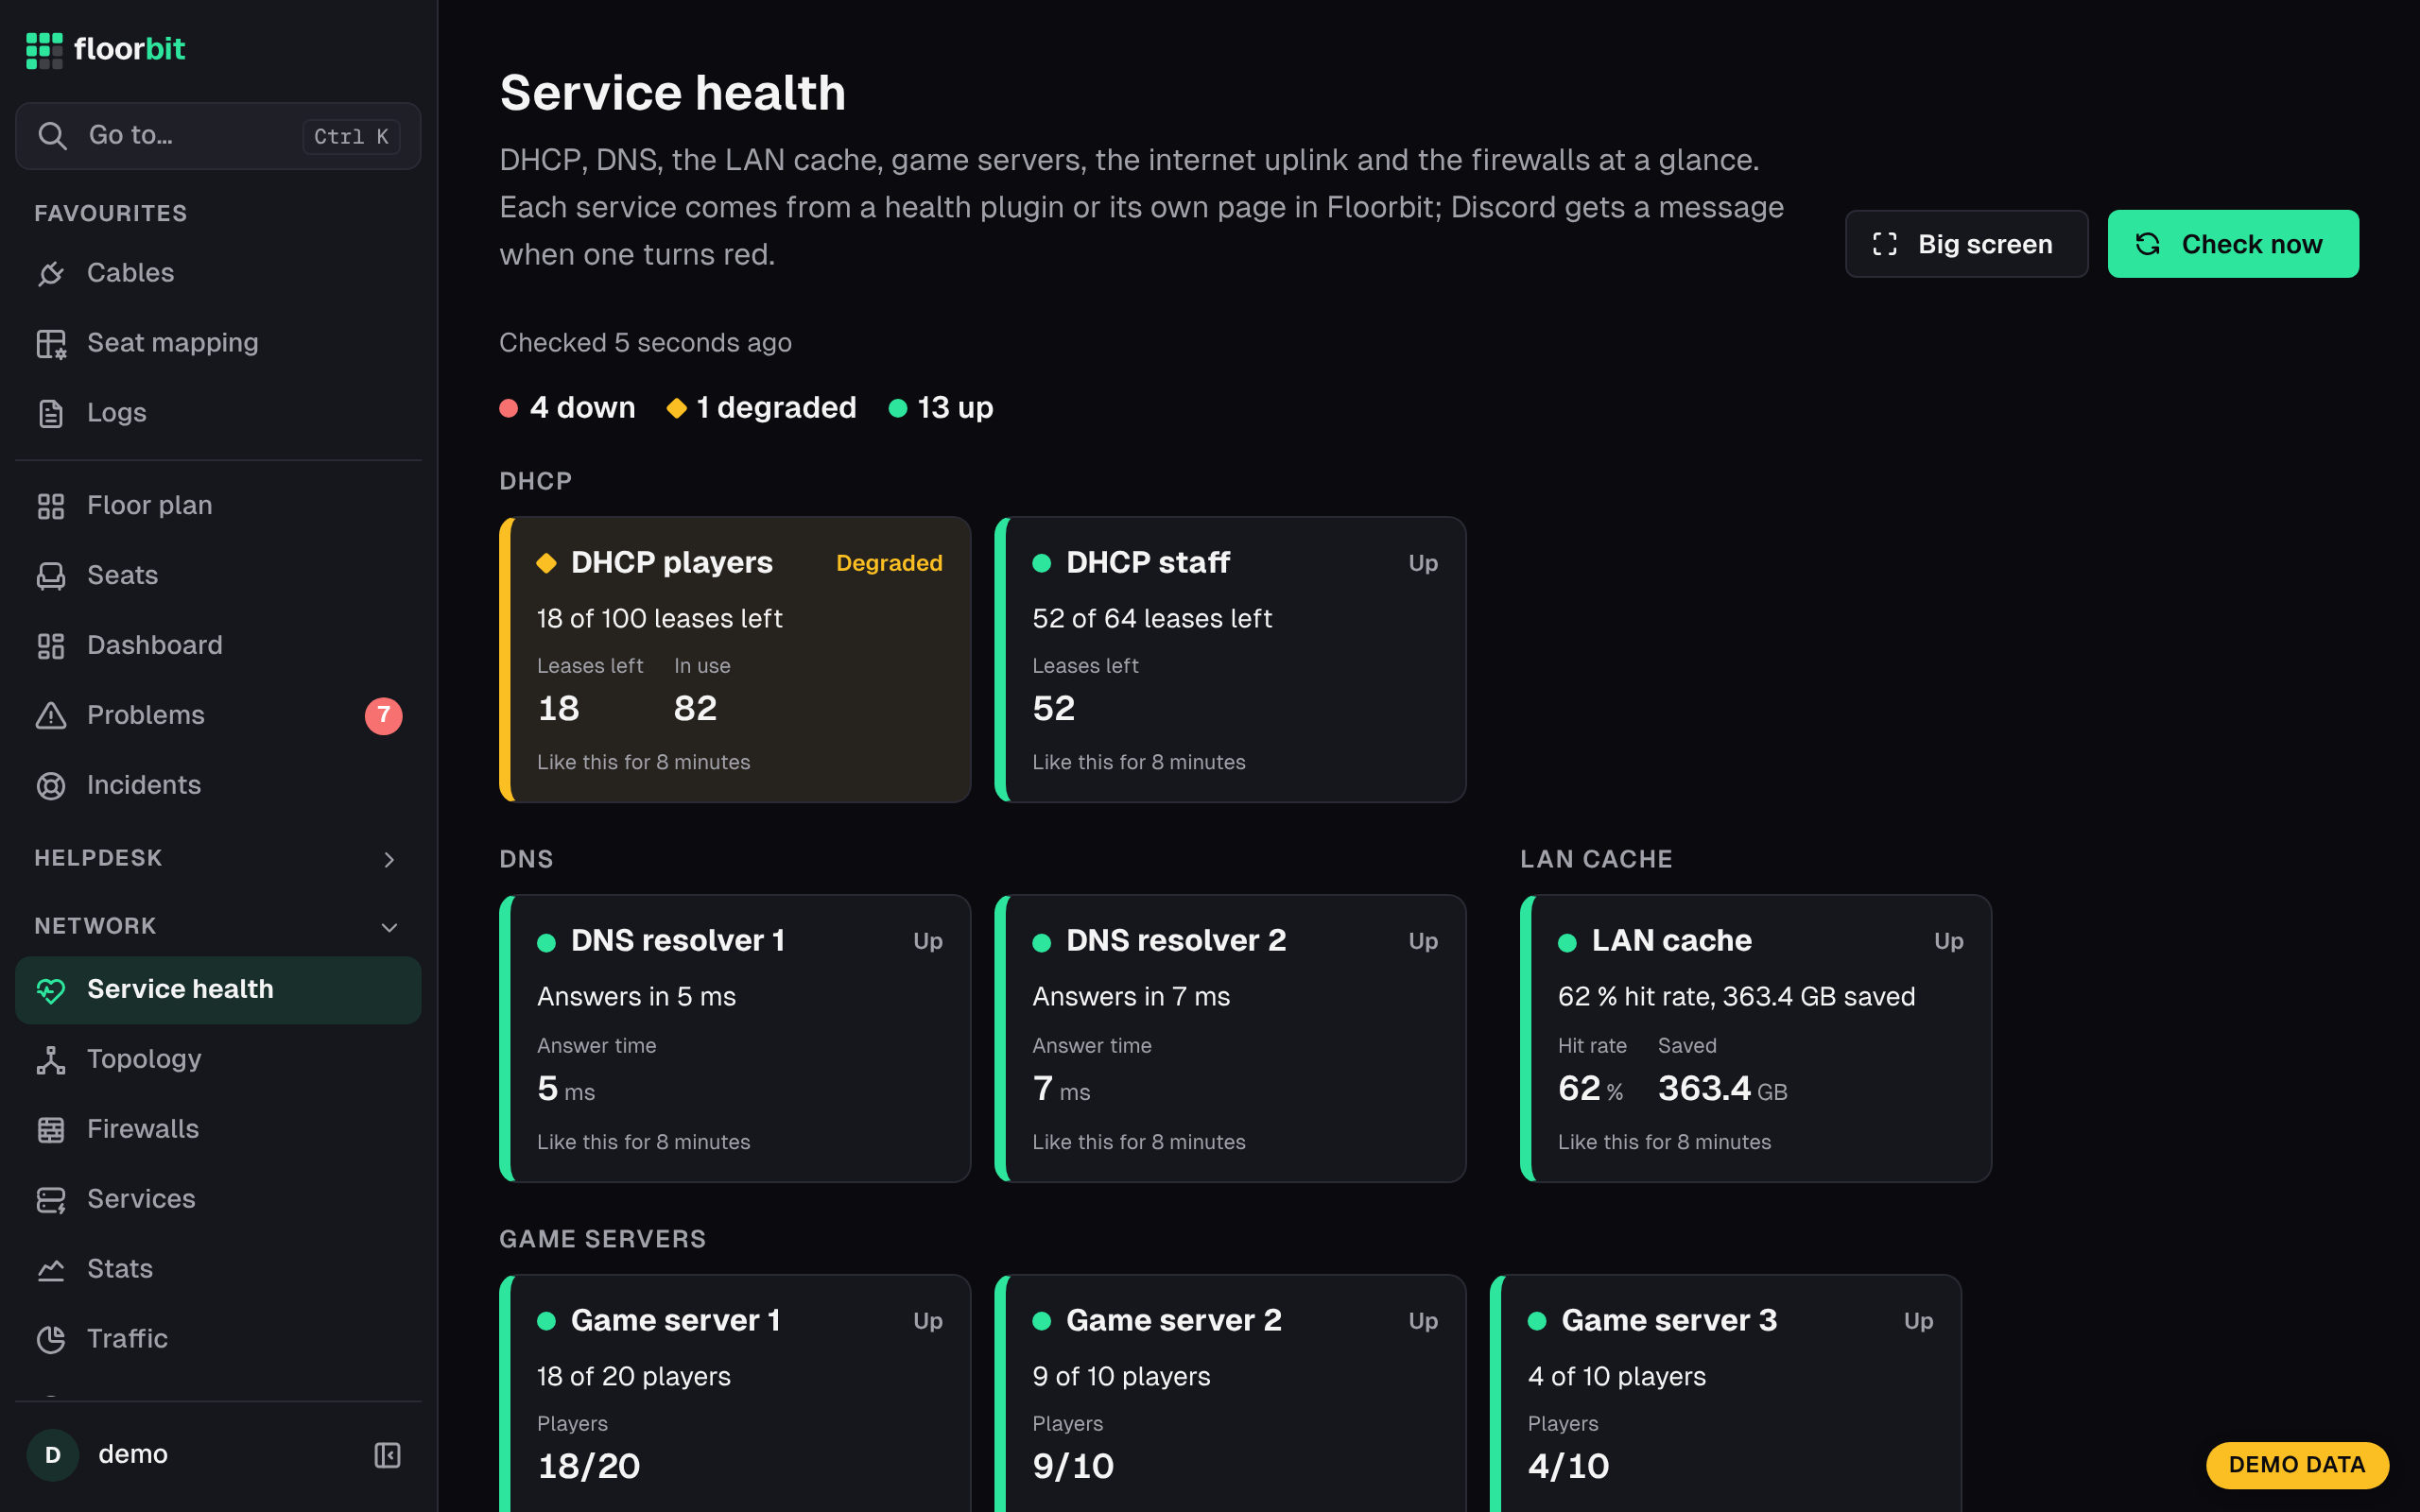 floorbit
Go to...
Ctrl K
FAVOURITES
Cables
Seat mapping
Logs
Floor plan
Seats
Dashboard
Problems
7
Incidents
HELPDESK
NETWORK
Service health
Topology
Firewalls
Services
Stats
Traffic
D
demo
Service health
DHCP, DNS, the LAN cache, game servers, the internet uplink and the firewalls at a glance.
Each service comes from a health plugin or its own page in Floorbit; Discord gets a message
when one turns red.
Big screen
Check now
Checked 5 seconds ago
4 down
1 degraded
13 up
DHCP
DHCP players
Degraded
18 of 100 leases left
Leases left
In use
18
82
Like this for 8 minutes
DHCP staff
Up
52 of 64 leases left
Leases left
52
Like this for 8 minutes
DNS
DNS resolver 1
Up
Answers in 5 ms
Answer time
5 ms
Like this for 8 minutes
DNS resolver 2
Up
Answers in 7 ms
Answer time
7 ms
Like this for 8 minutes
LAN CACHE
LAN cache
Up
62 % hit rate, 363.4 GB saved
Hit rate
Saved
62 %
363.4 GB
Like this for 8 minutes
GAME SERVERS
Game server 1
Up
18 of 20 players
Players
18/20
Game server 2
Up
9 of 10 players
Players
9/10
Game server 3
Up
4 of 10 players
Players
4/10
DEMO DATA